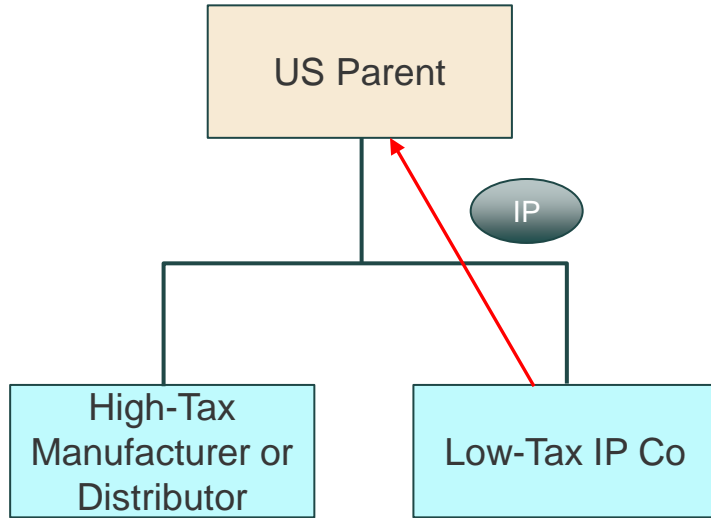 US Parent
IP
High-Tax
Manufacturer or
Distributor
Low-Tax IP Co